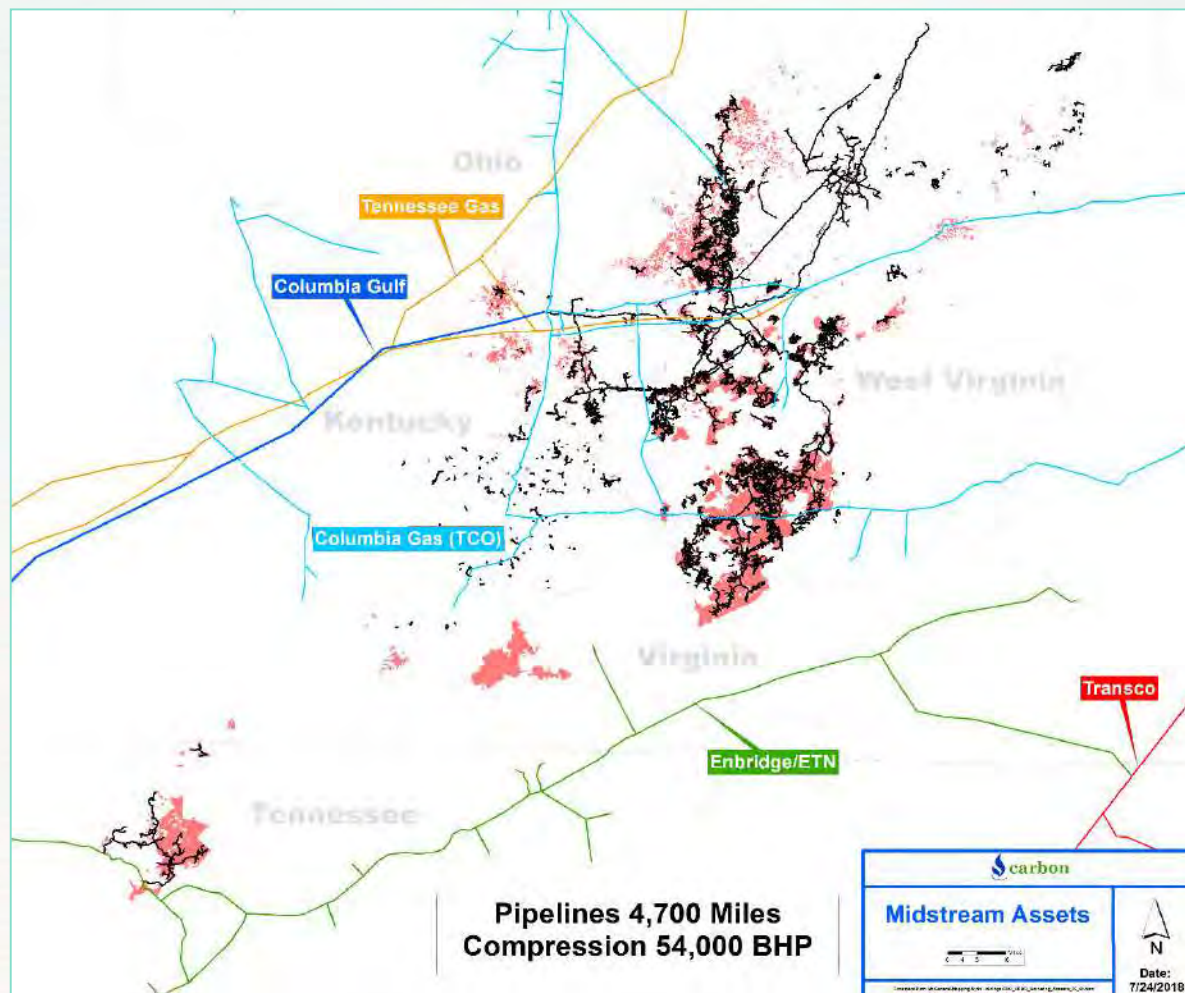 Ohio
Tennessee Gas
Columbia Gulf
West Virginia
Kentucky
Columbia Gas (TCO)
Virginia
Transco
Enbridge/ETN
Tennessee
Pipelines 4,700 Miles
Compression 54,000 BHP
carbon
Midstream Assets
Miles
N
Date:
7/24/2018